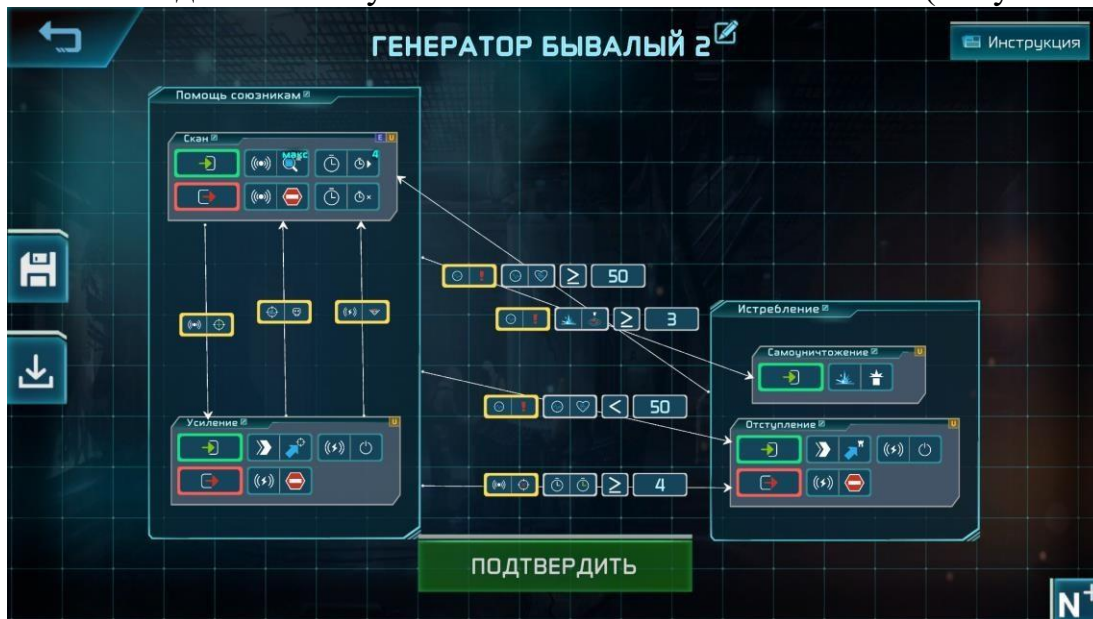 ГЕНЕРАТОР БЫВАЛЫЙ 2
Инструкция
Помощь союзникам
Скан
E U
макс
4
50
3
Истребление
Самоуничтожение
U
< 50
Усиление
U
Отступление
U
4
ПОДТВЕРДИТЬ
N+